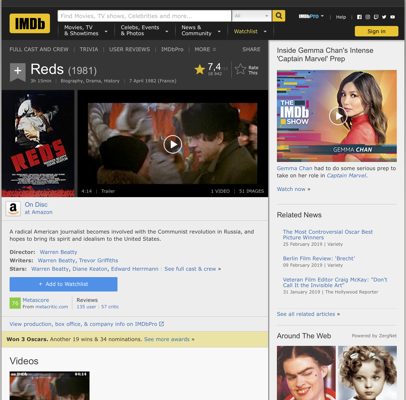 IMDb
Find Movies, TV shows, Celebrities and more...
All
IMDbPro
Help
Movies, TV
& Showtimes
Celebs, Events
& Photos
News &
Community
Watchlist
Sign in
FULL CAST AND CREW
TRIVIA
USER REVIEWS
IMDbPro
MORE
SHARE
+
Reds (1981)
3h 15min
Biography, Drama, History
7 April 1982 (France)
7,4
Rate
This
REDS
4:14
Trailer
1 VIDEO
51 IMAGES
a
On Disc
at Amazon
A radical American journalist becomes involved with the Communist revolution in Russia, and
hopes to bring its spirit and idealism to the United States.
Director: Warren Beatty
Writers: Warren Beatty, Trevor Griffiths
Stars: Warren Beatty, Diane Keaton, Edward Herrmann | See full cast & crew »
+ Add to Watchlist
Metascore
From metacritic.com
Reviews
135 user | 57 critic
View production, box office, & company info on IMDbPro
Won 3 Oscars. Another 19 wins & 34 nominations. See more awards »
Videos
Inside Gemma Chan's Intense
'Captain Marvel' Prep
THE
IMDb
SHOW
GEMMA CHAN
Gemma Chan had to do some serious prep
to take on her role in Captain Marvel.
Watch now »
Related News
The Most Controversial Oscar Best
Picture Winners
25 February 2019 | Variety
Berlin Film Review: 'Brecht'
09 February 2019 | Variety
Veteran Film Editor Craig McKay: "Don't
Call It the Invisible Art"
31 January 2019 | The Hollywood Reporter
See all related articles »
Around The Web
Powered by ZergNet